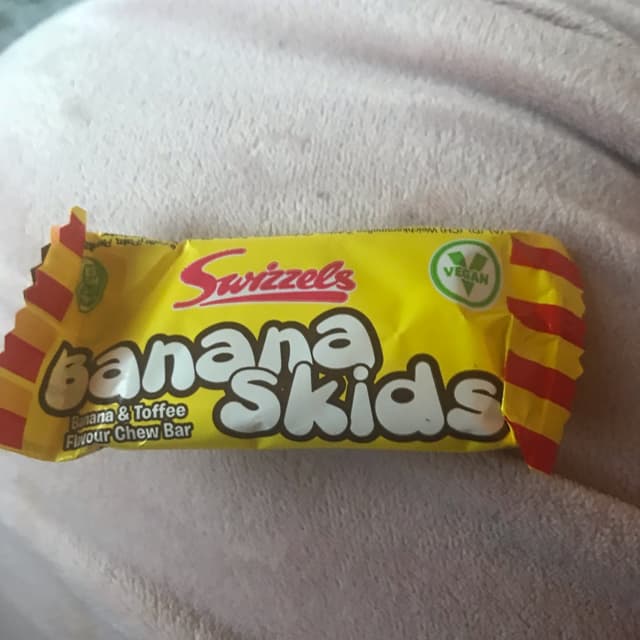 Swizzels
VEGAN
Banana
Skids
Banana & Toffee
Flavour Chew Bar